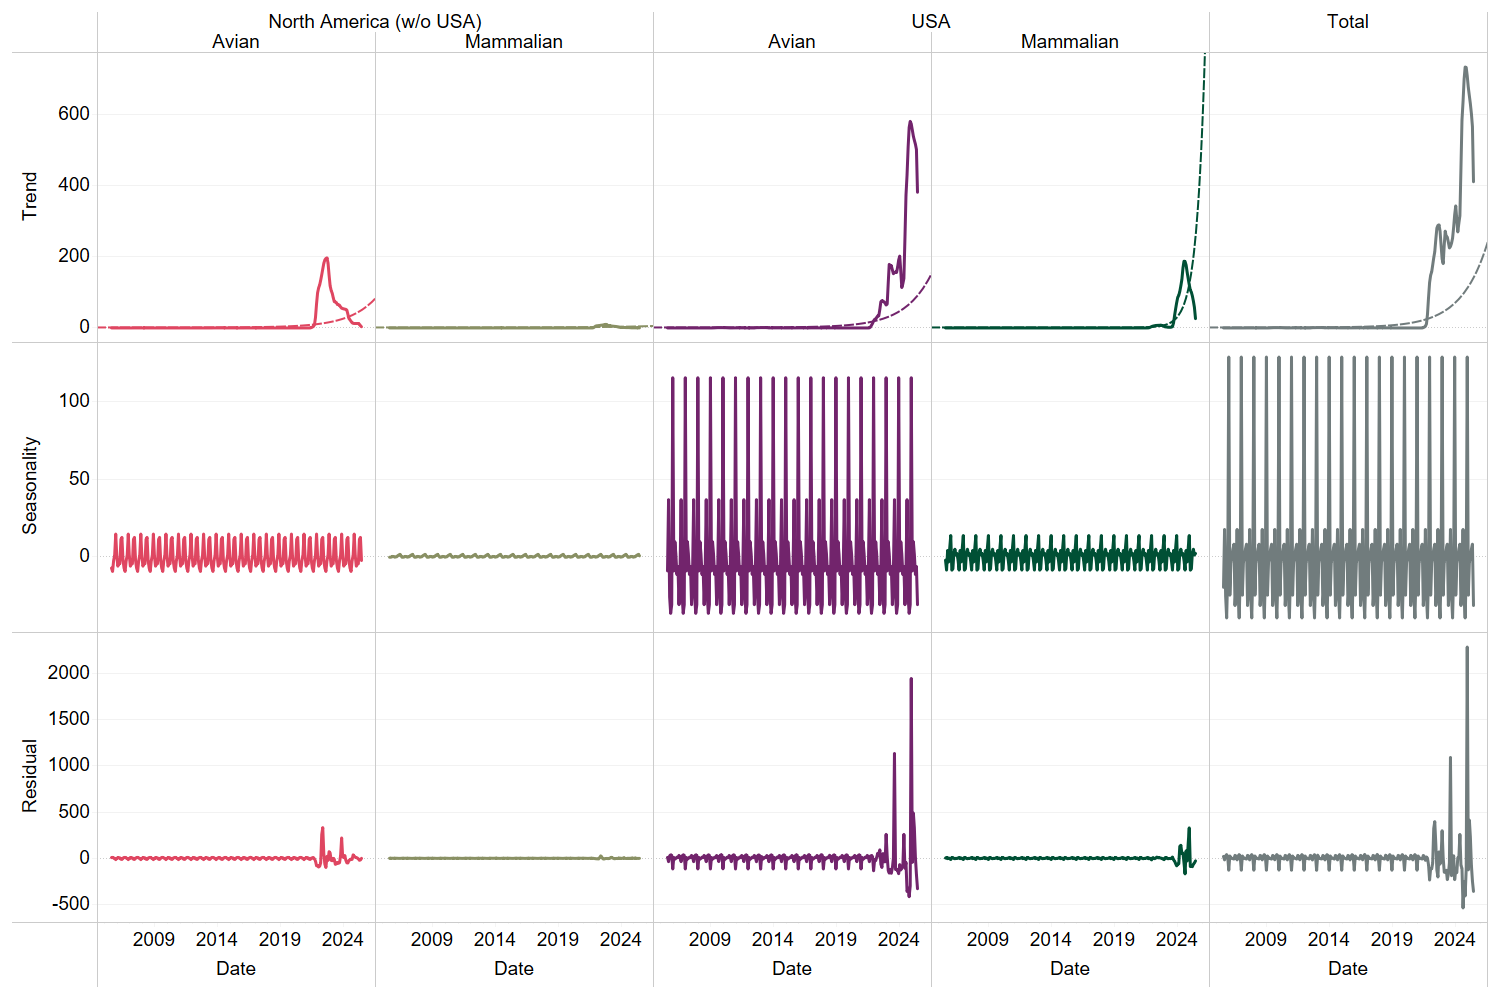 North America (w/o USA) USA Total
Avian Mammalian Avian Mammalian
Trend
600
400
200
0
Seasonality
100
50
0
Residual
2000
1500
1000
500
0
-500
2009 2014 2019 2024 2009 2014 2019 2024 2009 2014 2019 2024 2009 2014 2019 2024 2009 2014 2019 2024
Date Date Date Date Date